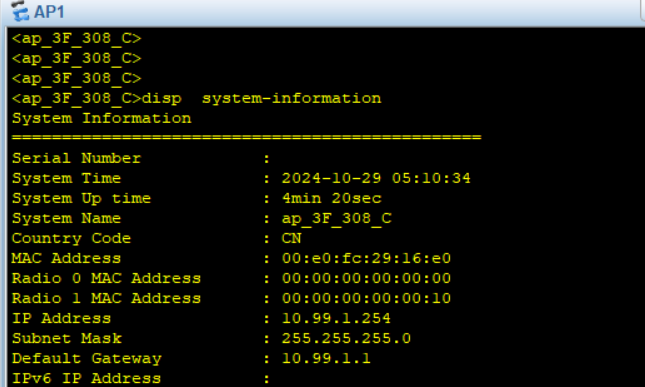 AP1
<ap_3F_308_C>
<ap_3F_308_C>
<ap_3F_308_C>
<ap_3F_308_C>disp  system-information
System Information
===============================================
Serial Number            :
System Time              : 2024-10-29 05:10:34
System Up time           : 4min 20sec
System Name              : ap_3F_308_C
Country Code             : CN
MAC Address              : 00:e0:fc:29:16:e0
Radio 0 MAC Address      : 00:00:00:00:00:00
Radio 1 MAC Address      : 00:00:00:00:00:10
IP Address               : 10.99.1.254
Subnet Mask              : 255.255.255.0
Default Gateway          : 10.99.1.1
IPv6 IP Address          :